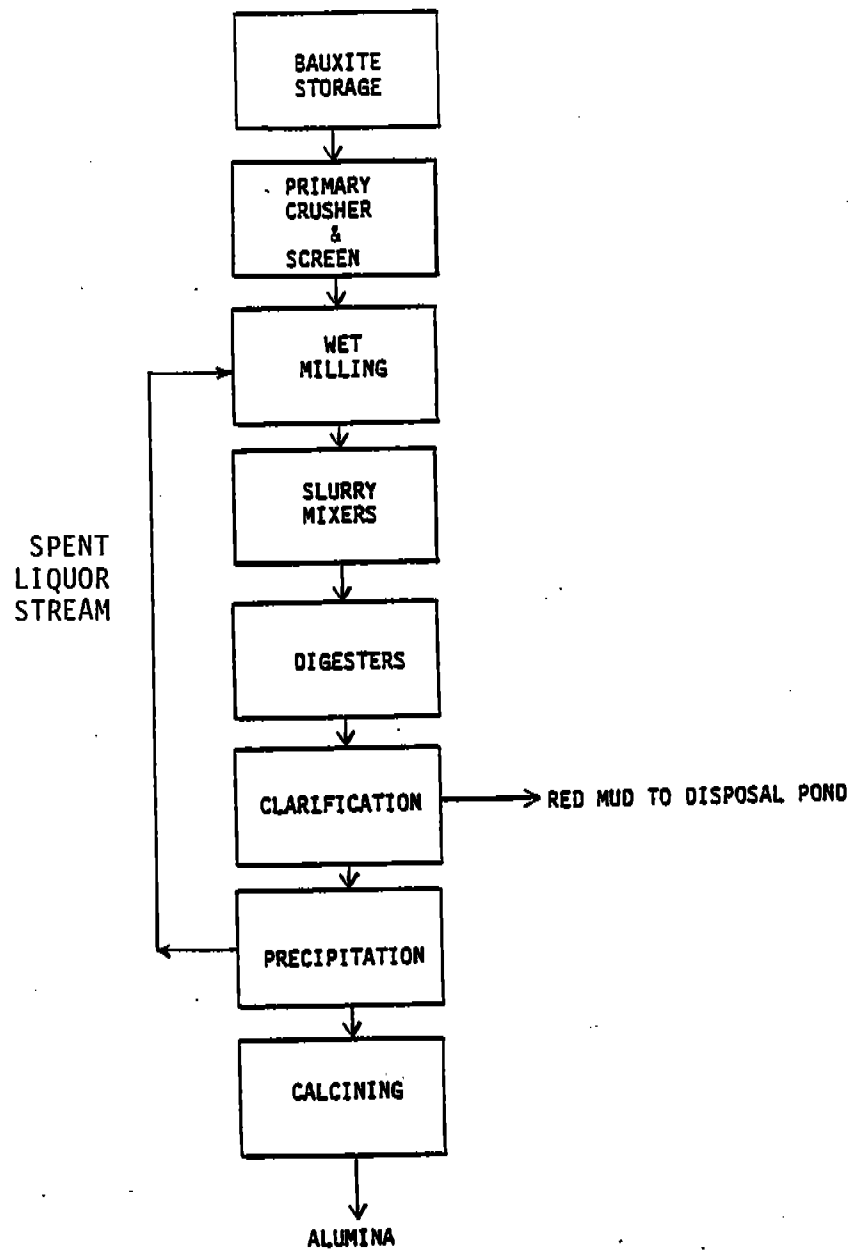 BAUXITE
STORAGE
PRIMARY
CRUSHER
&
SCREEN
WET
MILLING
SLURRY
MIXERS
SPENT
LIQUOR
STREAM
DIGESTERS
CLARIFICATION
RED MUD TO DISPOSAL POND
PRECIPITATION
CALCINING
ALUMINA